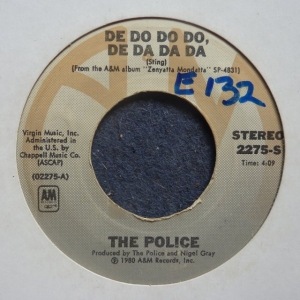 DE DO DO DO,
DE DA DA DA
(Sting)
[From the A&M album "Zenyatta Mondatta" SP-4831]
E 132
Virgin Music, Inc.
Administered in
the U.S. by
Chappell Music Co.
(ASCAP)
STEREO
2275-S
Time: 4:09
(02275-A)
A&M
THE POLICE
Produced by The Police and Nigel Gray
℗ 1980 A&M Records, Inc.